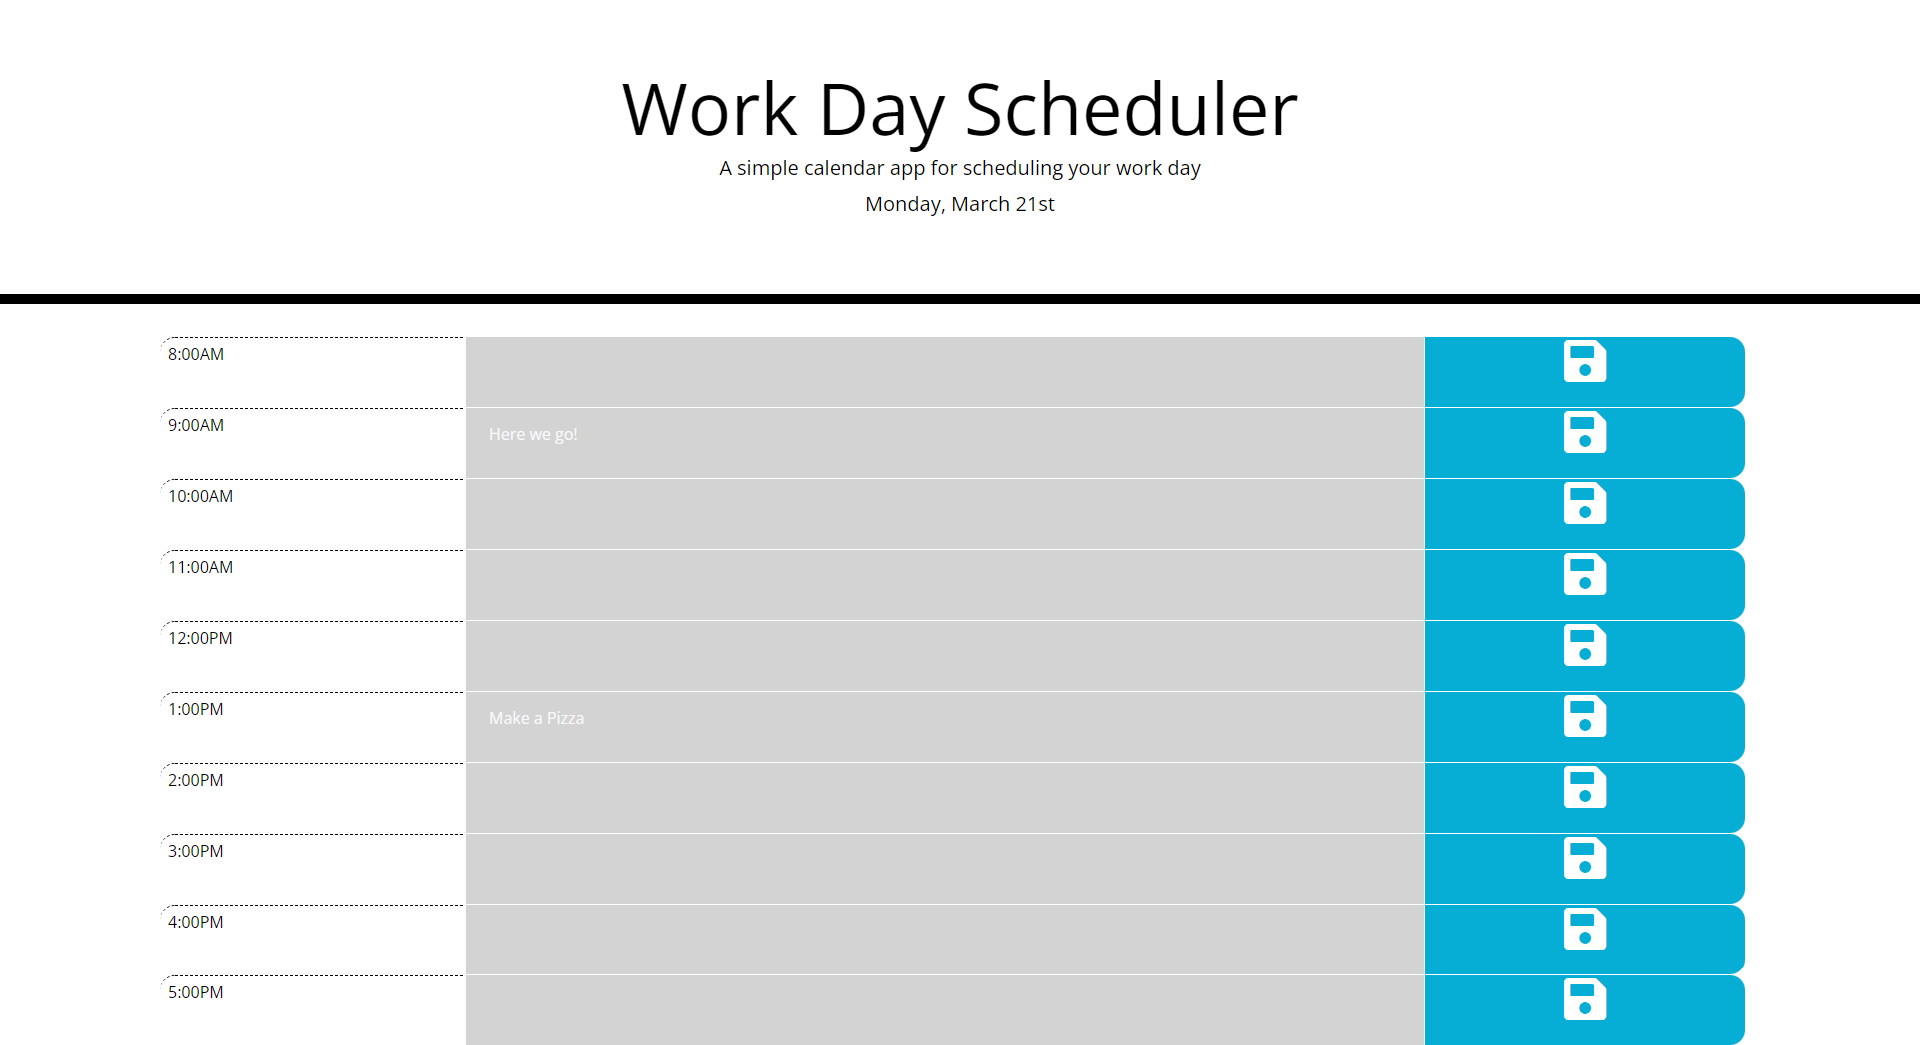 Work Day Scheduler
A simple calendar app for scheduling your work day
Monday, March 21st
8:00AM
9:00AM
Here we go!
10:00AM
11:00AM
12:00PM
1:00PM
Make a Pizza
2:00PM
3:00PM
4:00PM
5:00PM